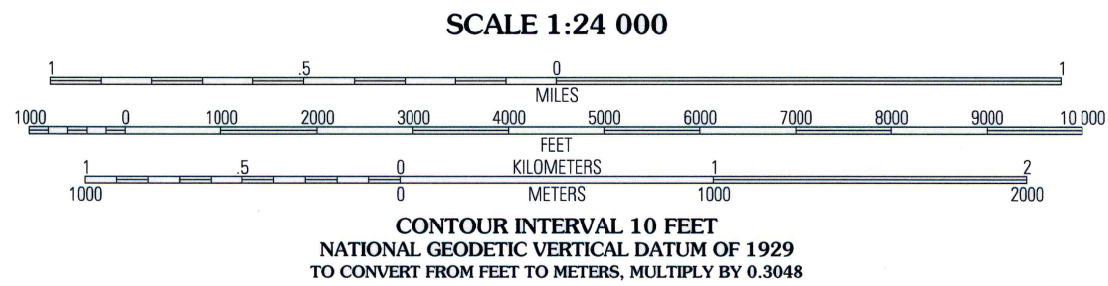 SCALE 1:24 000
1 .5 0 1
MILES
1000 0 1000 2000 3000 4000 5000 6000 7000 8000 9000 10 000
FEET
1 .5 0 KILOMETERS 1 2
1000 0 METERS 1000 2000
CONTOUR INTERVAL 10 FEET
NATIONAL GEODETIC VERTICAL DATUM OF 1929
TO CONVERT FROM FEET TO METERS, MULTIPLY BY 0.3048